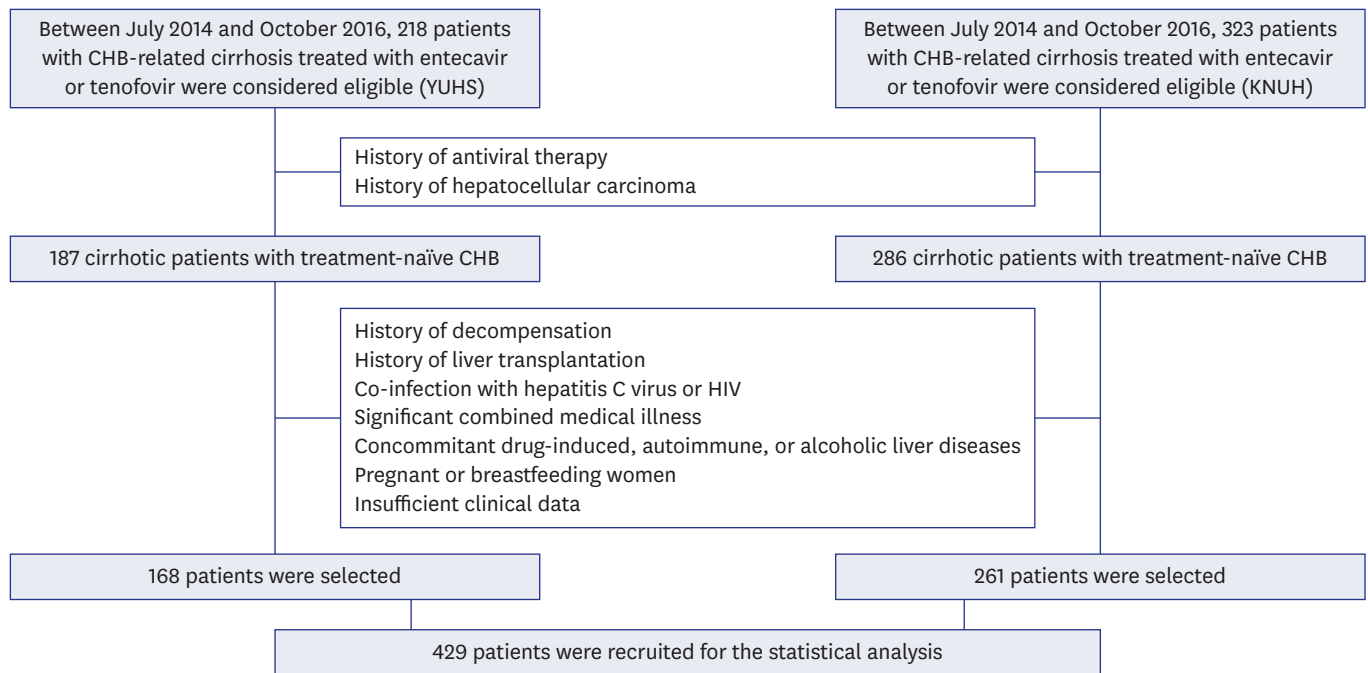 Between July 2014 and October 2016, 218 patients
with CHB-related cirrhosis treated with entecavir
or tenofovir were considered eligible (YUHS)
Between July 2014 and October 2016, 323 patients
with CHB-related cirrhosis treated with entecavir
or tenofovir were considered eligible (KNUH)
History of antiviral therapy
History of hepatocellular carcinoma
187 cirrhotic patients with treatment-naïve CHB
286 cirrhotic patients with treatment-naïve CHB
History of decompensation
History of liver transplantation
Co-infection with hepatitis C virus or HIV
Significant combined medical illness
Concommitant drug-induced, autoimmune, or alcoholic liver diseases
Pregnant or breastfeeding women
Insufficient clinical data
168 patients were selected
261 patients were selected
429 patients were recruited for the statistical analysis